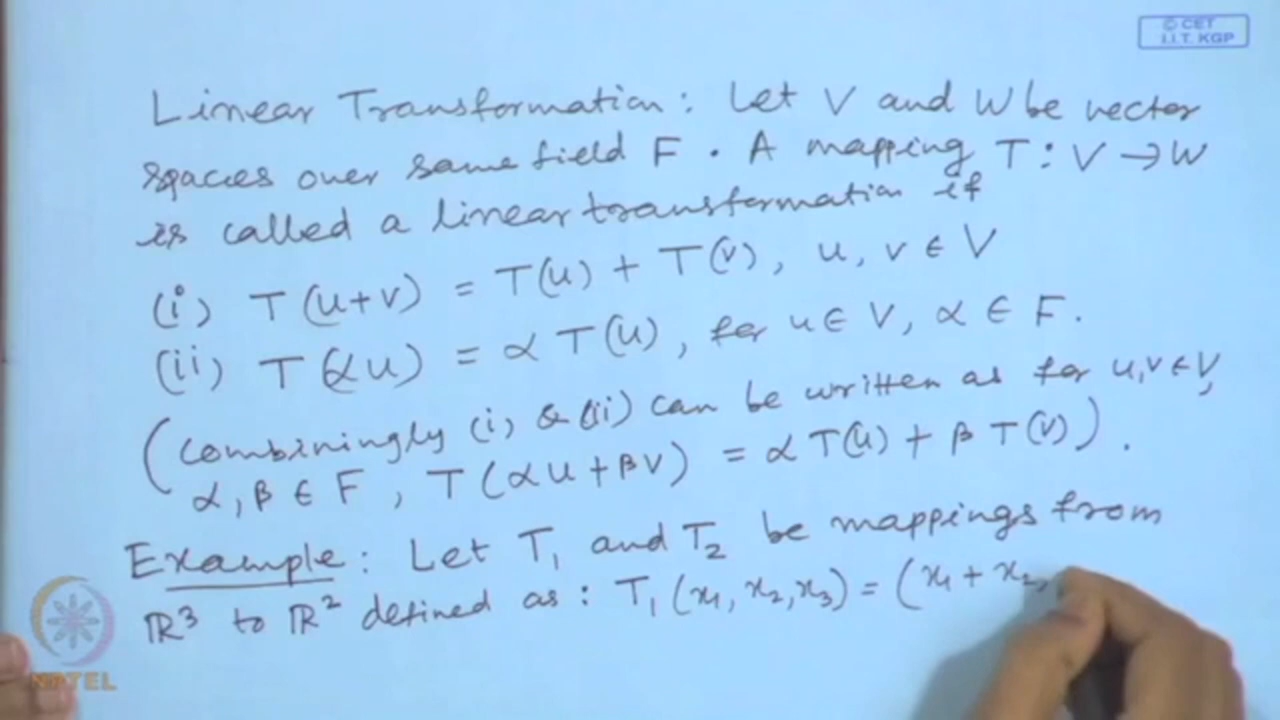 © CET
I.I.T. KGP
Linear Transformation: Let V and W be vector
spaces over same field F. A mapping T: V → W
is called a linear transformation if
(i) T(u+v) = T(u) + T(v), u, v ∈ V
(ii) T(αu) = α T(u), for u ∈ V, α ∈ F.
(Combiningly (i) & (ii) can be written as for u, v ∈ V,
α, β ∈ F, T(αu + βv) = α T(u) + β T(v)).
Example: Let T₁ and T₂ be mappings from
ℝ³ to ℝ² defined as: T₁(x₁, x₂, x₃) = (x₁ + x₂,
NPTEL